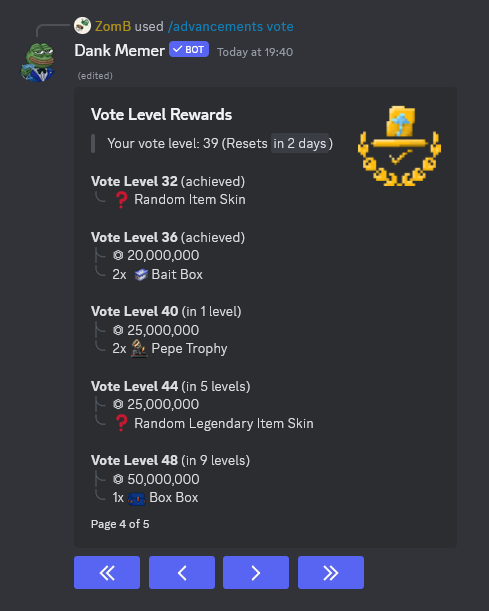 ZomB used /advancements vote
Dank Memer ✓ BOT Today at 19:40
(edited)
Vote Level Rewards
Your vote level: 39 (Resets in 2 days)
Vote Level 32 (achieved)
❓ Random Item Skin
Vote Level 36 (achieved)
20,000,000
2x Bait Box
Vote Level 40 (in 1 level)
25,000,000
2x Pepe Trophy
Vote Level 44 (in 5 levels)
25,000,000
❓ Random Legendary Item Skin
Vote Level 48 (in 9 levels)
50,000,000
1x Box Box
Page 4 of 5